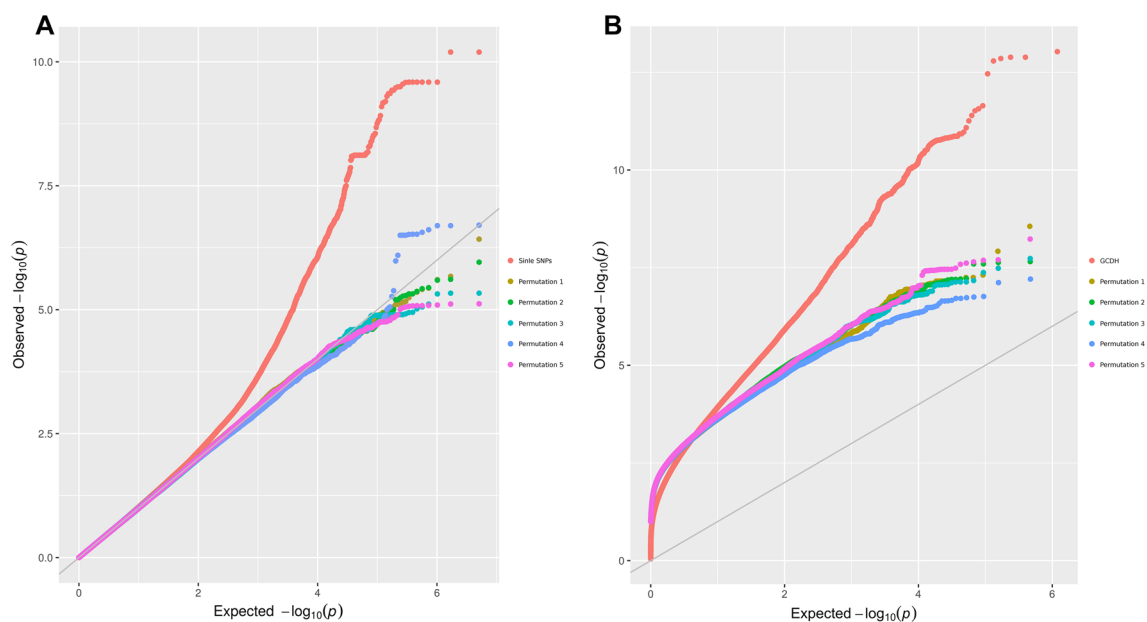 A
B
10.0
7.5
5.0
2.5
0.0
Observed −log10(p)
0
2
4
6
Expected −log10(p)
Sinle SNPs
Permutation 1
Permutation 2
Permutation 3
Permutation 4
Permutation 5
10
5
0
Observed −log10(p)
0
2
4
6
Expected −log10(p)
GCDH
Permutation 1
Permutation 2
Permutation 3
Permutation 4
Permutation 5